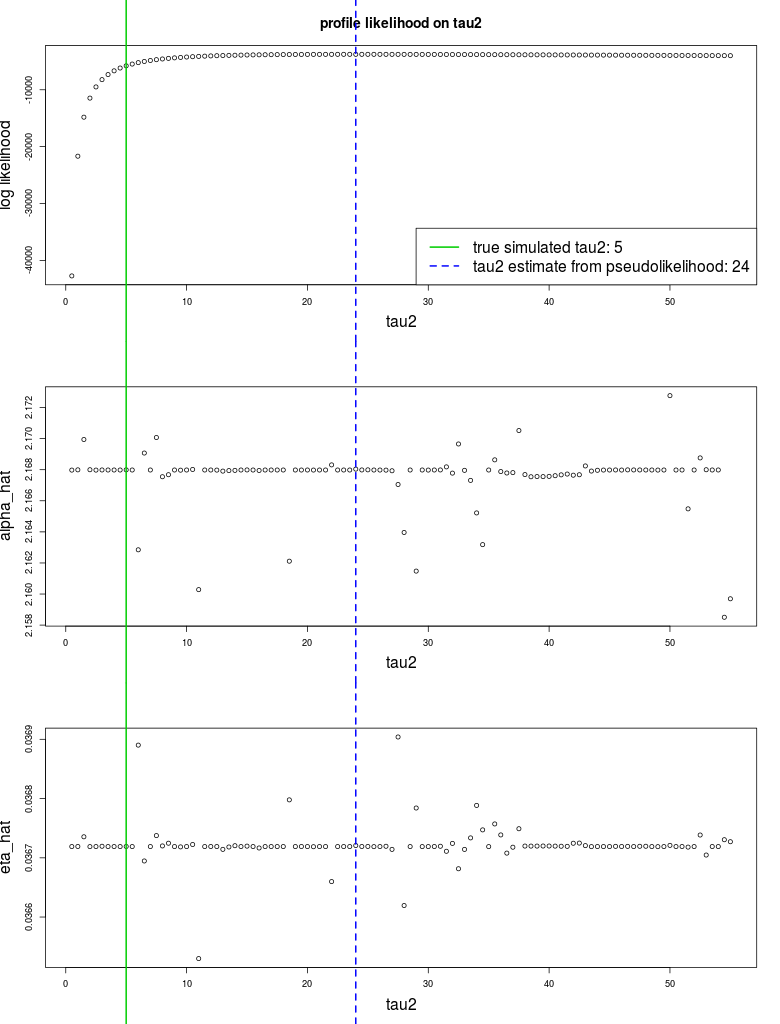 profile likelihood on tau2
log likelihood
-10000
-20000
-30000
-40000
true simulated tau2: 5
tau2 estimate from pseudolikelihood: 24
0 10 20 30 40 50
tau2
alpha_hat
2.172
2.170
2.168
2.166
2.164
2.162
2.160
2.158
0 10 20 30 40 50
tau2
eta_hat
0.0369
0.0368
0.0367
0.0366
0 10 20 30 40 50
tau2